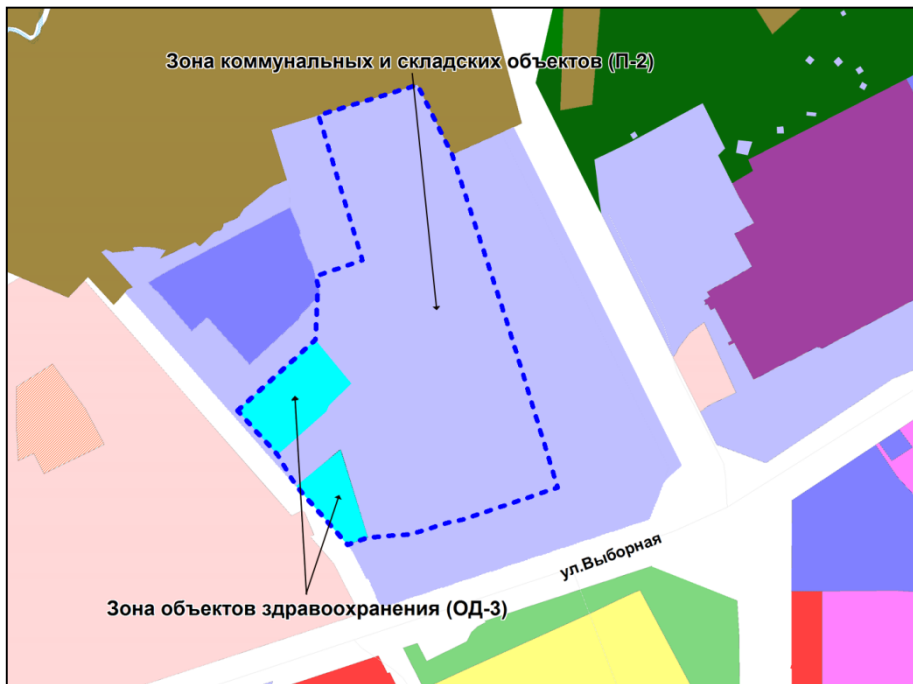 Зона коммунальных и складских объектов (П-2)
ул.Выборная
Зона объектов здравоохранения (ОД-3)